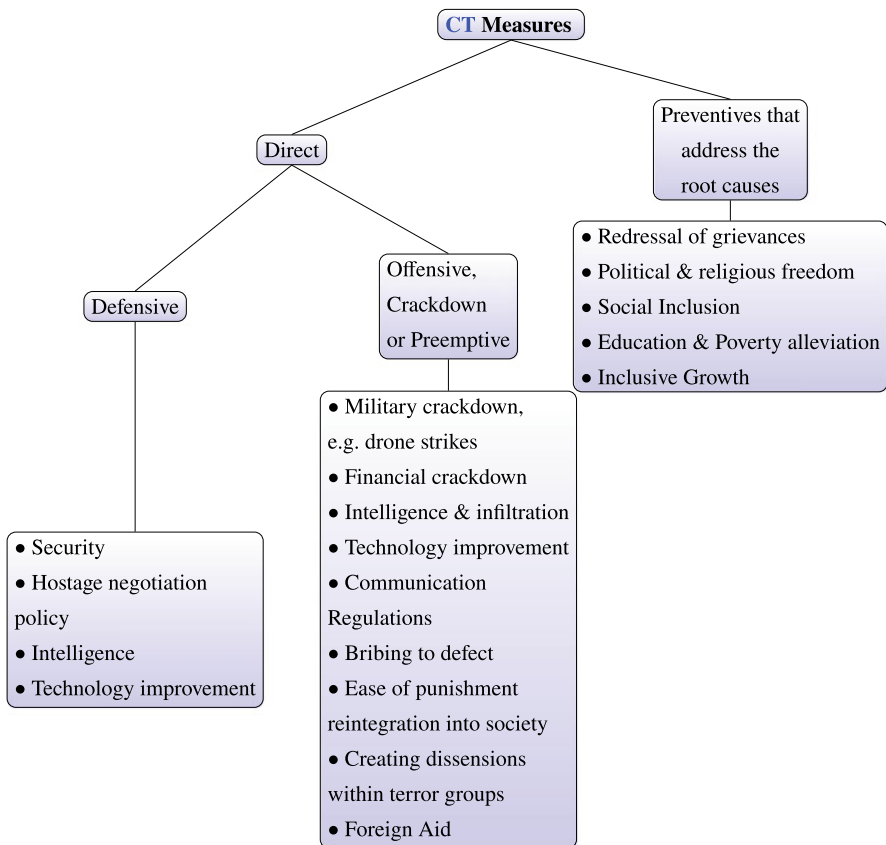 CT Measures
Direct
Preventives that
address the
root causes
● Redressal of grievances
● Political & religious freedom
● Social Inclusion
● Education & Poverty alleviation
● Inclusive Growth
Defensive
Offensive,
Crackdown
or Preemptive
● Security
● Hostage negotiation
policy
● Intelligence
● Technology improvement
● Military crackdown,
e.g. drone strikes
● Financial crackdown
● Intelligence & infiltration
● Technology improvement
● Communication
Regulations
● Bribing to defect
● Ease of punishment
reintegration into society
● Creating dissensions
within terror groups
● Foreign Aid